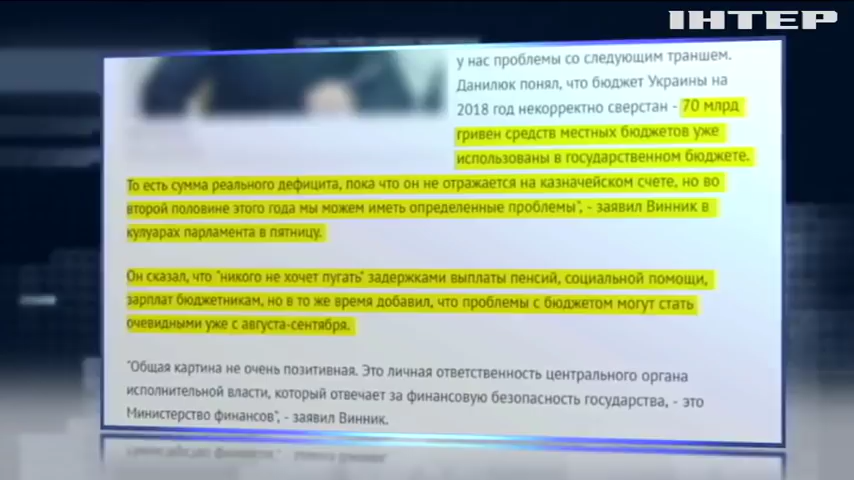 ІНТЕР
у нас проблемы со следующим траншем.
Данилюк понял, что бюджет Украины на
2018 год некорректно сверстан - 70 млрд
гривен средств местных бюджетов уже
использованы в государственном бюджете.
То есть сумма реального дефицита, пока что он не отражается на казначейском счете, но во
второй половине этого года мы можем иметь определенные проблемы", - заявил Винник в
кулуарах парламента в пятницу.
Он сказал, что "никого не хочет пугать" задержками выплаты пенсий, социальной помощи,
зарплат бюджетникам, но в то же время добавил, что проблемы с бюджетом могут стать
очевидными уже с августа-сентября.
"Общая картина не очень позитивная. Это личная ответственность центрального органа
исполнительной власти, который отвечает за финансовую безопасность государства, - это
Министерство финансов", - заявил Винник.